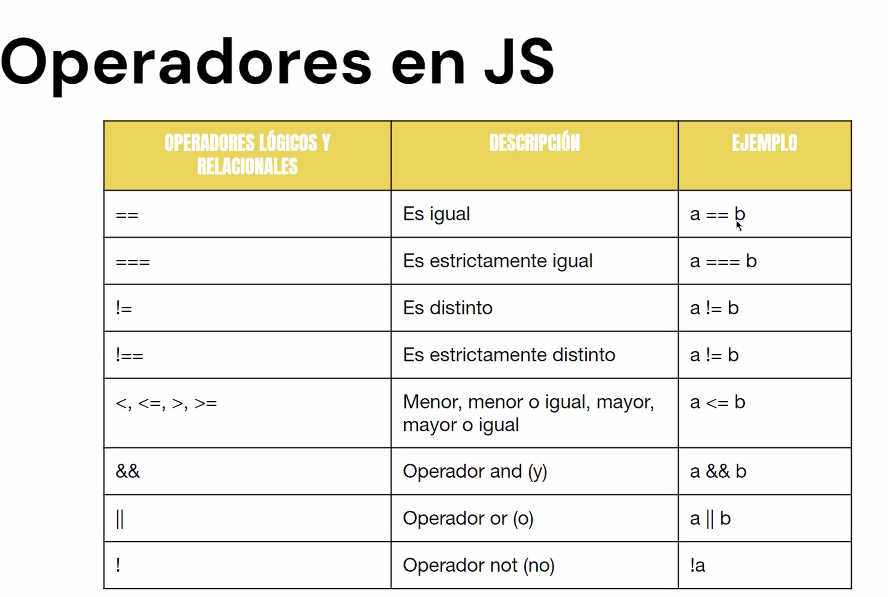 Operadores en JS
OPERADORES LÓGICOS Y
RELACIONALES
DESCRIPCIÓN
EJEMPLO
==
Es igual
a == b
===
Es estrictamente igual
a === b
!=
Es distinto
a != b
!==
Es estrictamente distinto
a != b
<, <=, >, >=
Menor, menor o igual, mayor,
mayor o igual
a <= b
&&
Operador and (y)
a && b
||
Operador or (o)
a || b
!
Operador not (no)
!a